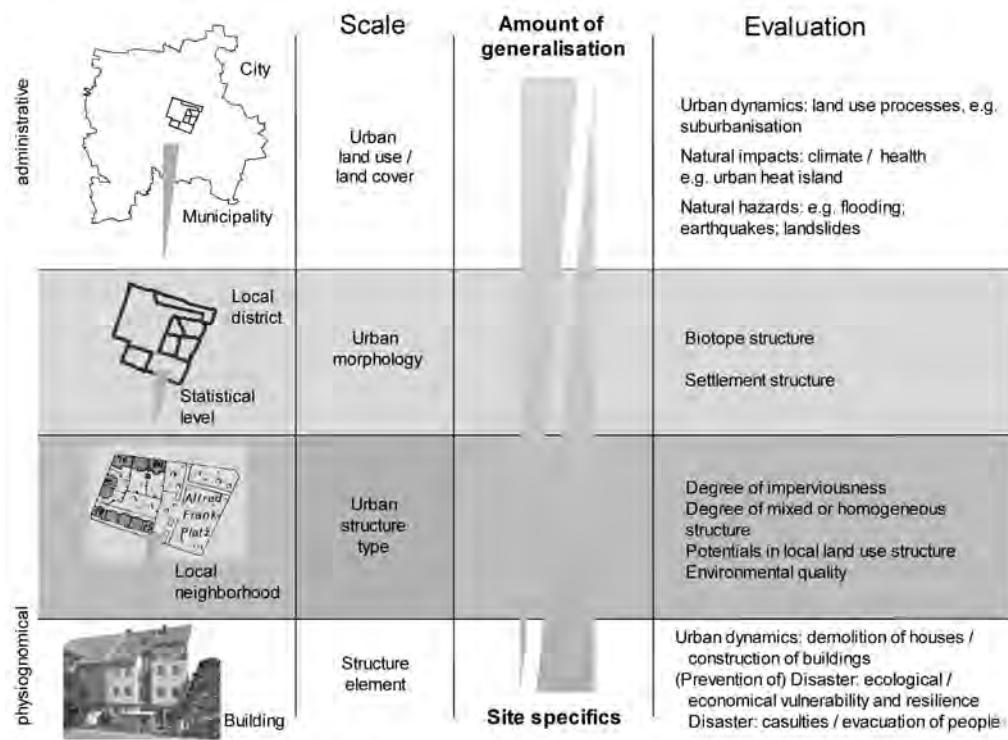 Scale
Amount of
generalisation
Evaluation
administrative
City
Municipality
Urban
land use /
land cover
Urban dynamics: land use processes, e.g.
suburbanisation
Natural impacts: climate / health
e.g. urban heat island
Natural hazards: e.g. flooding;
earthquakes; landslides
Local
district
Statistical
level
Urban
morphology
Biotope structure
Settlement structure
Alfred-
Frank-
Platz
Local
neighborhood
Urban
structure
type
Degree of imperviousness
Degree of mixed or homogeneous
structure
Potentials in local land use structure
Environmental quality
physiognomical
Building
Structure
element
Site specifics
Urban dynamics: demolition of houses /
construction of buildings
(Prevention of) Disaster: ecological /
economical vulnerability and resilience
Disaster: casulties / evacuation of people